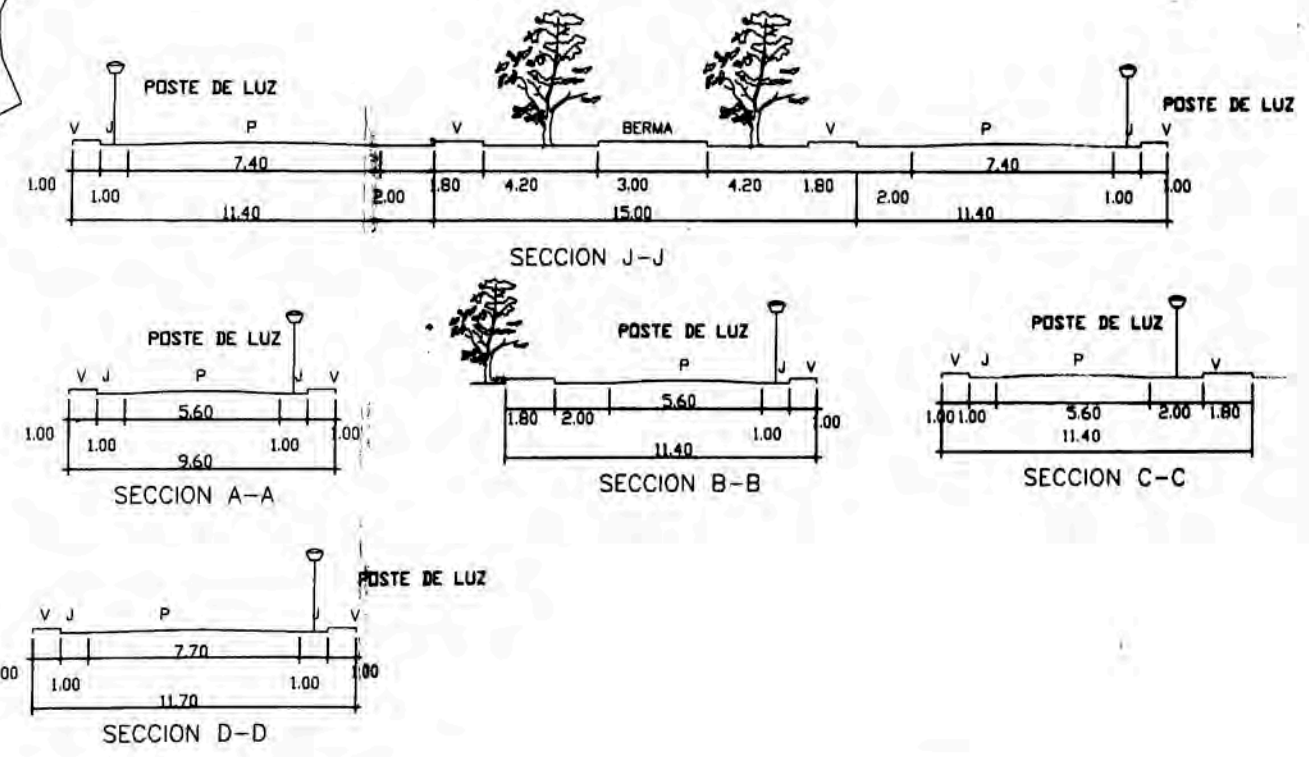 POSTE DE LUZ
POSTE DE LUZ
V J P V BERMA V P J V
7.40 7.40
1.00 1.00 2.00 1.80 4.20 3.00 4.20 1.80 2.00 1.00 1.00
11.40 15.00 11.40
SECCION J-J
POSTE DE LUZ
V J P J V
5.60
1.00 1.00 1.00 1.00
9.60
SECCION A-A
POSTE DE LUZ
P J V
5.60
1.80 2.00 1.00 1.00
11.40
SECCION B-B
POSTE DE LUZ
V J P V
1.00 1.00 5.60 2.00 1.80
11.40
SECCION C-C
POSTE DE LUZ
V J P J V
7.70
00 1.00 1.00 1.00
11.70
SECCION D-D